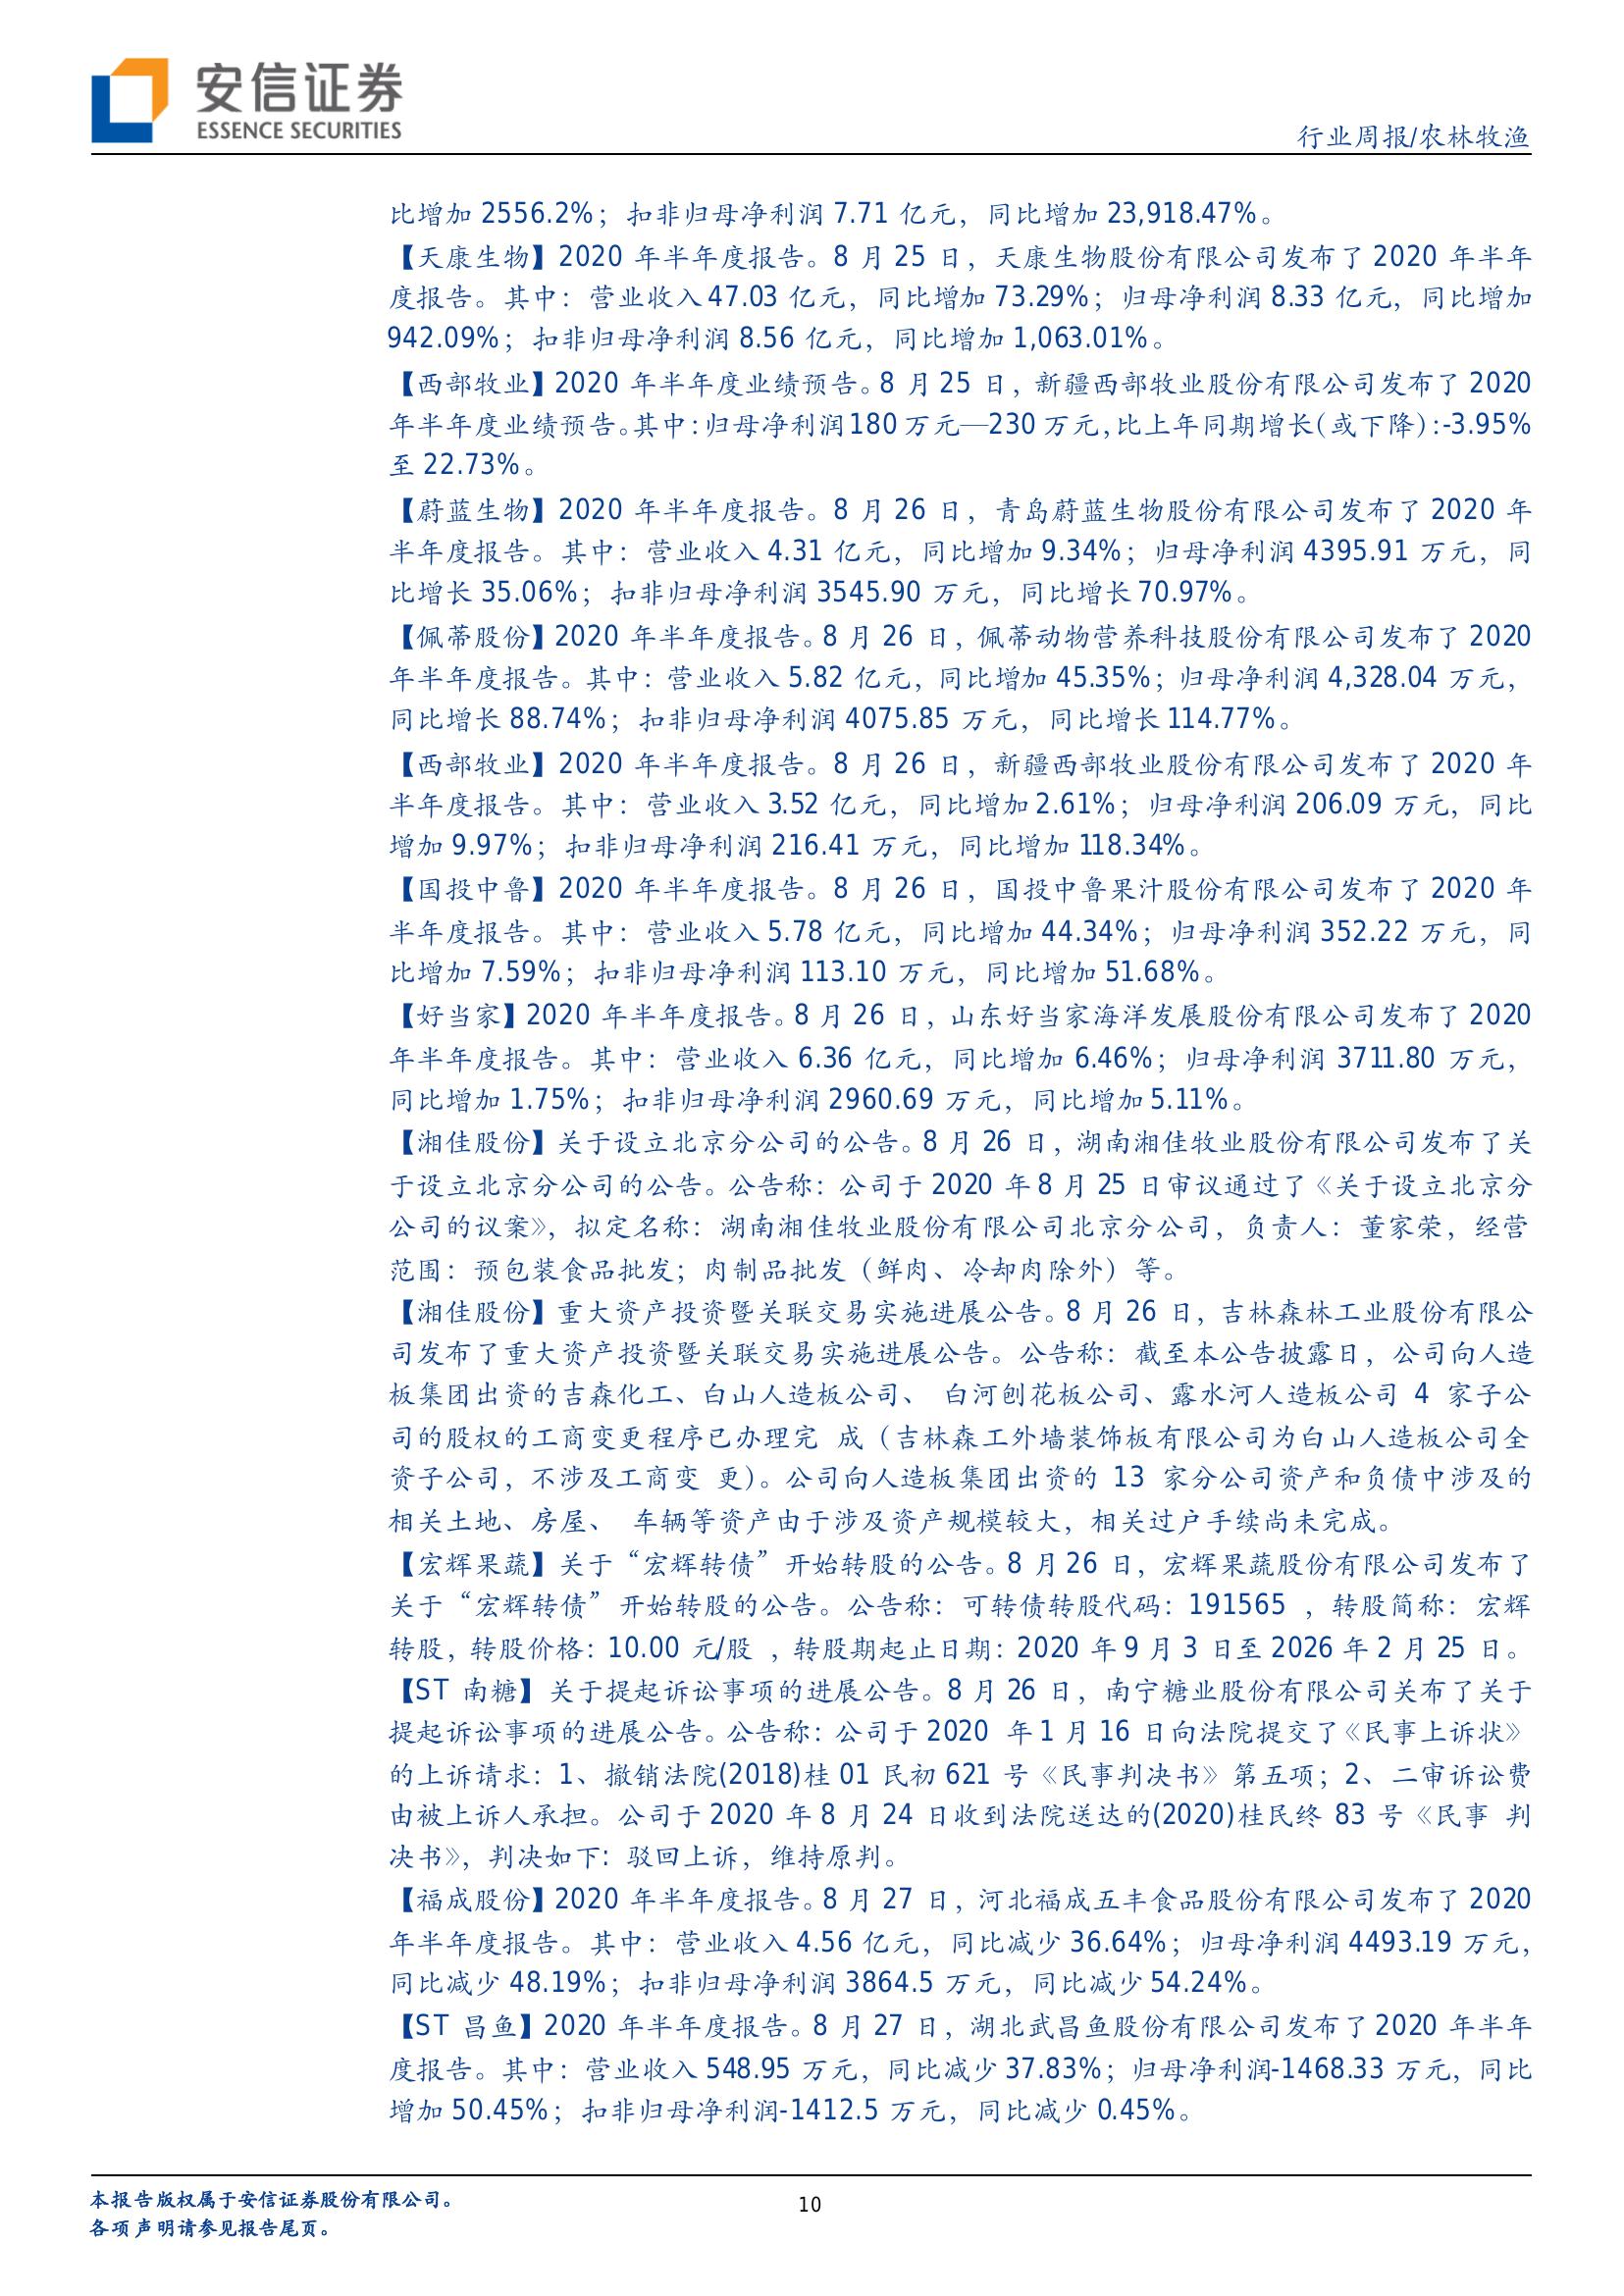 安信证券
ESSENCE SECURITIES
行业周报/农林牧渔
比增加 2556.2%；扣非归母净利润 7.71 亿元，同比增加 23,918.47%。
【天康生物】2020 年半年度报告。8 月 25 日，天康生物股份有限公司发布了 2020 年半年
度报告。其中：营业收入 47.03 亿元，同比增加 73.29%；归母净利润 8.33 亿元，同比增加
942.09%；扣非归母净利润 8.56 亿元，同比增加 1,063.01%。
【西部牧业】2020 年半年度业绩预告。8 月 25 日，新疆西部牧业股份有限公司发布了 2020
年半年度业绩预告。其中：归母净利润 180 万元—230 万元，比上年同期增长（或下降）:-3.95%
至 22.73%。
【蔚蓝生物】2020 年半年度报告。8 月 26 日，青岛蔚蓝生物股份有限公司发布了 2020 年
半年度报告。其中：营业收入 4.31 亿元，同比增加 9.34%；归母净利润 4395.91 万元，同
比增长 35.06%；扣非归母净利润 3545.90 万元，同比增长 70.97%。
【佩蒂股份】2020 年半年度报告。8 月 26 日，佩蒂动物营养科技股份有限公司发布了 2020
年半年度报告。其中：营业收入 5.82 亿元，同比增加 45.35%；归母净利润 4,328.04 万元，
同比增长 88.74%；扣非归母净利润 4075.85 万元，同比增长 114.77%。
【西部牧业】2020 年半年度报告。8 月 26 日，新疆西部牧业股份有限公司发布了 2020 年
半年度报告。其中：营业收入 3.52 亿元，同比增加 2.61%；归母净利润 206.09 万元，同比
增加 9.97%；扣非归母净利润 216.41 万元，同比增加 118.34%。
【国投中鲁】2020 年半年度报告。8 月 26 日，国投中鲁果汁股份有限公司发布了 2020 年
半年度报告。其中：营业收入 5.78 亿元，同比增加 44.34%；归母净利润 352.22 万元，同
比增加 7.59%；扣非归母净利润 113.10 万元，同比增加 51.68%。
【好当家】2020 年半年度报告。8 月 26 日，山东好当家海洋发展股份有限公司发布了 2020
年半年度报告。其中：营业收入 6.36 亿元，同比增加 6.46%；归母净利润 3711.80 万元，
同比增加 1.75%；扣非归母净利润 2960.69 万元，同比增加 5.11%。
【湘佳股份】关于设立北京分公司的公告。8 月 26 日，湖南湘佳牧业股份有限公司发布了关
于设立北京分公司的公告。公告称：公司于 2020 年 8 月 25 日审议通过了《关于设立北京分
公司的议案》，拟定名称：湖南湘佳牧业股份有限公司北京分公司，负责人：董家荣，经营
范围：预包装食品批发；肉制品批发（鲜肉、冷却肉除外）等。
【湘佳股份】重大资产投资暨关联交易实施进展公告。8 月 26 日，吉林森林工业股份有限公
司发布了重大资产投资暨关联交易实施进展公告。公告称：截至本公告披露日，公司向人造
板集团出资的吉森化工、白山人造板公司、 白河刨花板公司、露水河人造板公司 4 家子公
司的股权的工商变更程序已办理完 成（吉林森工外墙装饰板有限公司为白山人造板公司全
资子公司，不涉及工商变 更）。公司向人造板集团出资的 13 家分公司资产和负债中涉及的
相关土地、房屋、 车辆等资产由于涉及资产规模较大，相关过户手续尚未完成。
【宏辉果蔬】关于“宏辉转债”开始转股的公告。8 月 26 日，宏辉果蔬股份有限公司发布了
关于“宏辉转债”开始转股的公告。公告称：可转债转股代码：191565 ，转股简称：宏辉
转股，转股价格：10.00 元/股 ，转股期起止日期：2020 年 9 月 3 日至 2026 年 2 月 25 日。
【ST 南糖】关于提起诉讼事项的进展公告。8 月 26 日，南宁糖业股份有限公司关布了关于
提起诉讼事项的进展公告。公告称：公司于 2020 年 1 月 16 日向法院提交了《民事上诉状》
的上诉请求：1、撤销法院(2018)桂 01 民初 621 号《民事判决书》第五项；2、二审诉讼费
由被上诉人承担。公司于 2020 年 8 月 24 日收到法院送达的(2020)桂民终 83 号《民事 判
决书》，判决如下：驳回上诉，维持原判。
【福成股份】2020 年半年度报告。8 月 27 日，河北福成五丰食品股份有限公司发布了 2020
年半年度报告。其中：营业收入 4.56 亿元，同比减少 36.64%；归母净利润 4493.19 万元，
同比减少 48.19%；扣非归母净利润 3864.5 万元，同比减少 54.24%。
【ST 昌鱼】2020 年半年度报告。8 月 27 日，湖北武昌鱼股份有限公司发布了 2020 年半年
度报告。其中：营业收入 548.95 万元，同比减少 37.83%；归母净利润-1468.33 万元，同比
增加 50.45%；扣非归母净利润-1412.5 万元，同比减少 0.45%。
本报告版权属于安信证券股份有限公司。
各项声明请参见报告尾页。
10